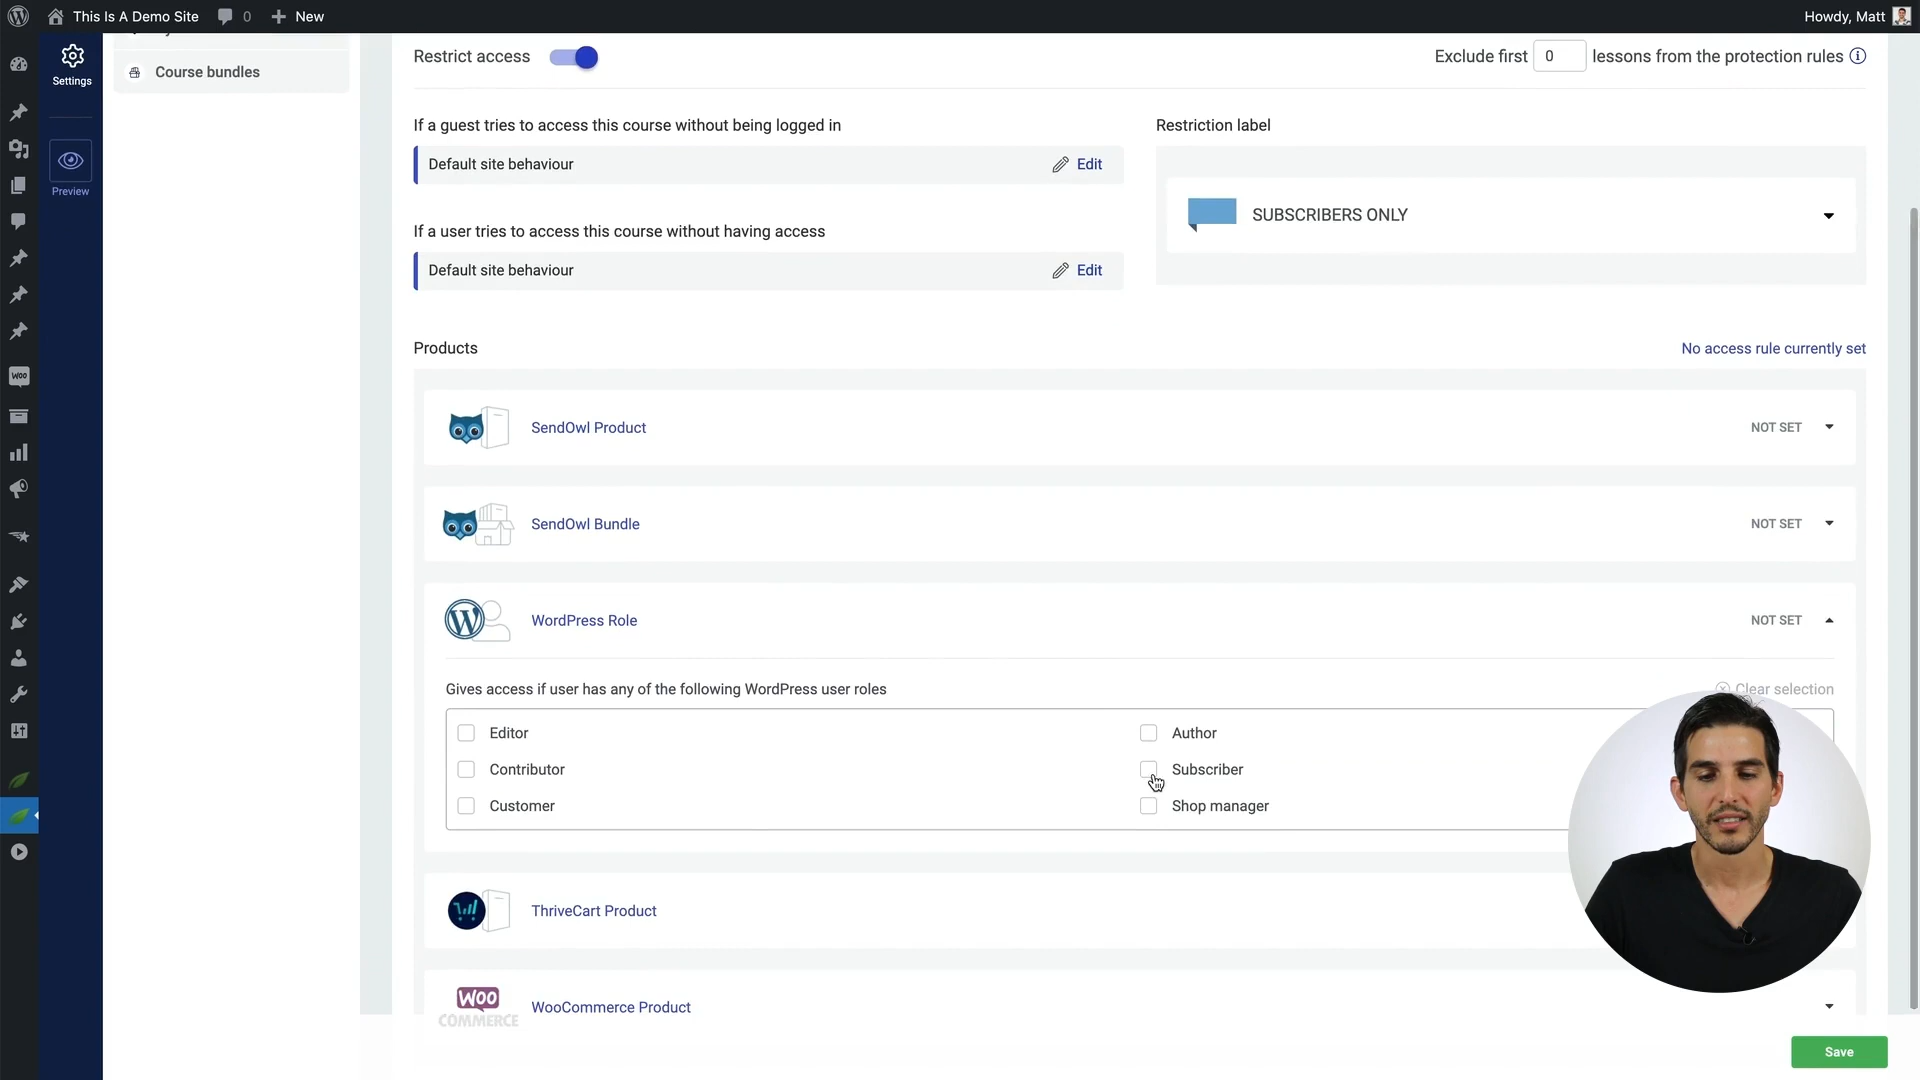 This Is A Demo Site 0 New Howdy, Matt
Settings
Preview
Course bundles
Restrict access
Exclude first 0 lessons from the protection rules
If a guest tries to access this course without being logged in
Default site behaviour Edit
If a user tries to access this course without having access
Default site behaviour Edit
Restriction label
SUBSCRIBERS ONLY
Products No access rule currently set
SendOwl Product NOT SET
SendOwl Bundle NOT SET
WordPress Role NOT SET
Gives access if user has any of the following WordPress user roles Clear selection
Editor Author
Contributor Subscriber
Customer Shop manager
ThriveCart Product
WOO COMMERCE WooCommerce Product
Save